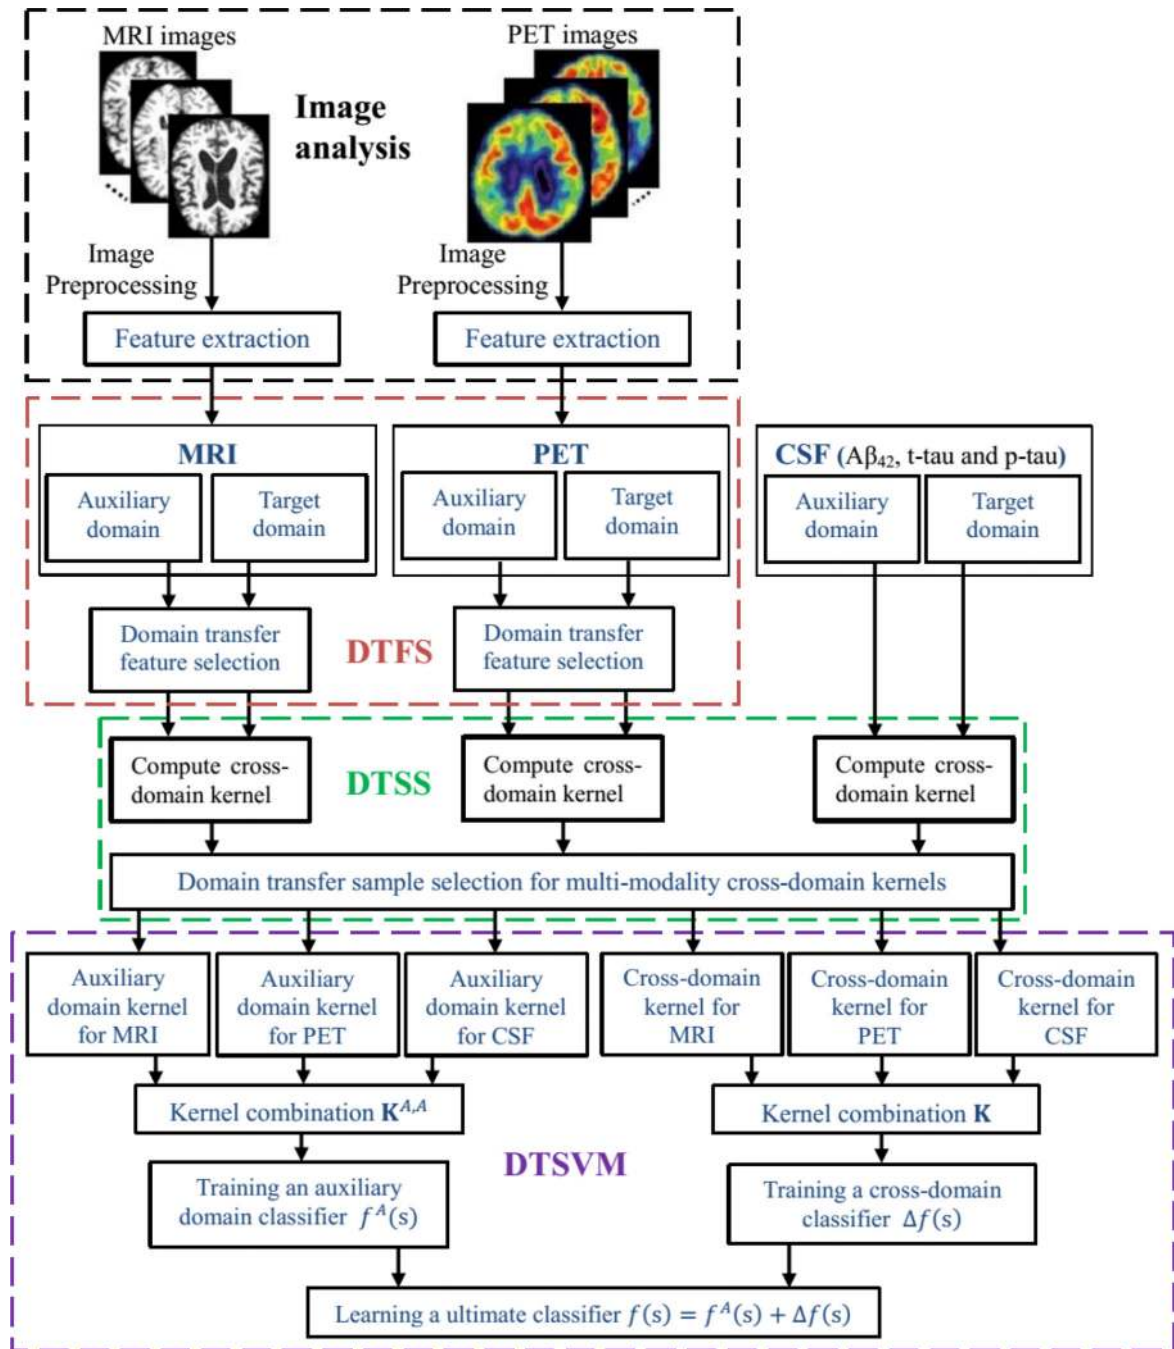 MRI images
PET images
Image
analysis
Image
Preprocessing
Image
Preprocessing
Feature extraction
Feature extraction
MRI
PET
CSF (Aβ₄₂, t-tau and p-tau)
Auxiliary
domain
Target
domain
Auxiliary
domain
Target
domain
Auxiliary
domain
Target
domain
Domain transfer
feature selection
DTFS
Domain transfer
feature selection
Compute cross-
domain kernel
DTSS
Compute cross-
domain kernel
Compute cross-
domain kernel
Domain transfer sample selection for multi-modality cross-domain kernels
Auxiliary
domain kernel
for MRI
Auxiliary
domain kernel
for PET
Auxiliary
domain kernel
for CSF
Cross-domain
kernel for
MRI
Cross-domain
kernel for
PET
Cross-domain
kernel for
CSF
Kernel combination K^{A,A}
Kernel combination K
DTSVM
Training an auxiliary
domain classifier f^A(s)
Training a cross-domain
classifier Δf(s)
Learning a ultimate classifier f(s) = f^A(s) + Δf(s)